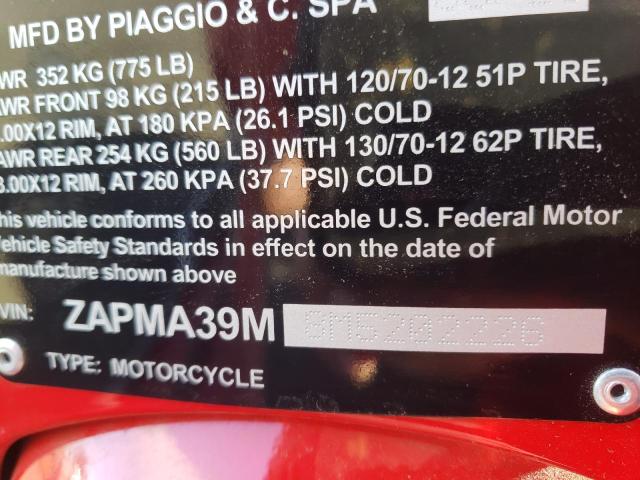 MFD BY PIAGGIO & C. SPA
WR 352 KG (775 LB)
AWR FRONT 98 KG (215 LB) WITH 120/70-12 51P TIRE,
.00X12 RIM, AT 180 KPA (26.1 PSI) COLD
AWR REAR 254 KG (560 LB) WITH 130/70-12 62P TIRE,
3.00X12 RIM, AT 260 KPA (37.7 PSI) COLD
his vehicle conforms to all applicable U.S. Federal Motor
Vehicle Safety Standards in effect on the date of
manufacture shown above
VIN: ZAPMA39M GM5202226
TYPE: MOTORCYCLE